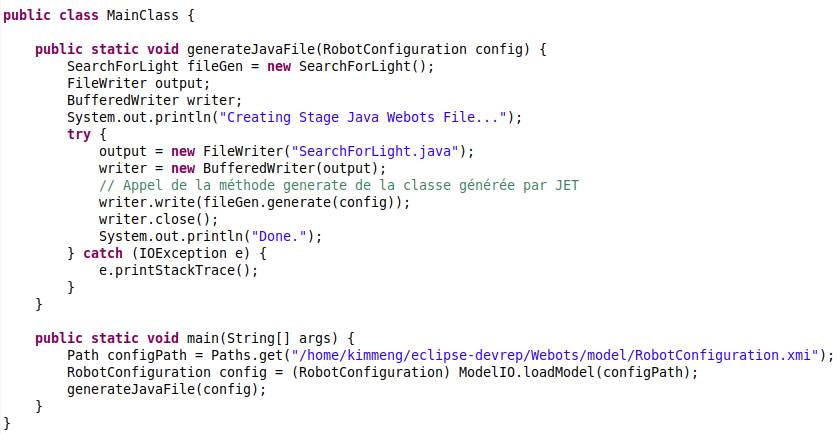 public class MainClass {
public static void generateJavaFile(RobotConfiguration config) {
SearchForLight fileGen = new SearchForLight();
FileWriter output;
BufferedWriter writer;
System.out.println("Creating Stage Java Webots File...");
try {
output = new FileWriter("SearchForLight.java");
writer = new BufferedWriter(output);
// Appel de la méthode generate de la classe générée par JET
writer.write(fileGen.generate(config));
writer.close();
System.out.println("Done.");
} catch (IOException e) {
e.printStackTrace();
}
}
public static void main(String[] args) {
Path configPath = Paths.get("/home/kimmeng/eclipse-devrep/Webots/model/RobotConfiguration.xmi");
RobotConfiguration config = (RobotConfiguration) ModelIO.loadModel(configPath);
generateJavaFile(config);
}
}